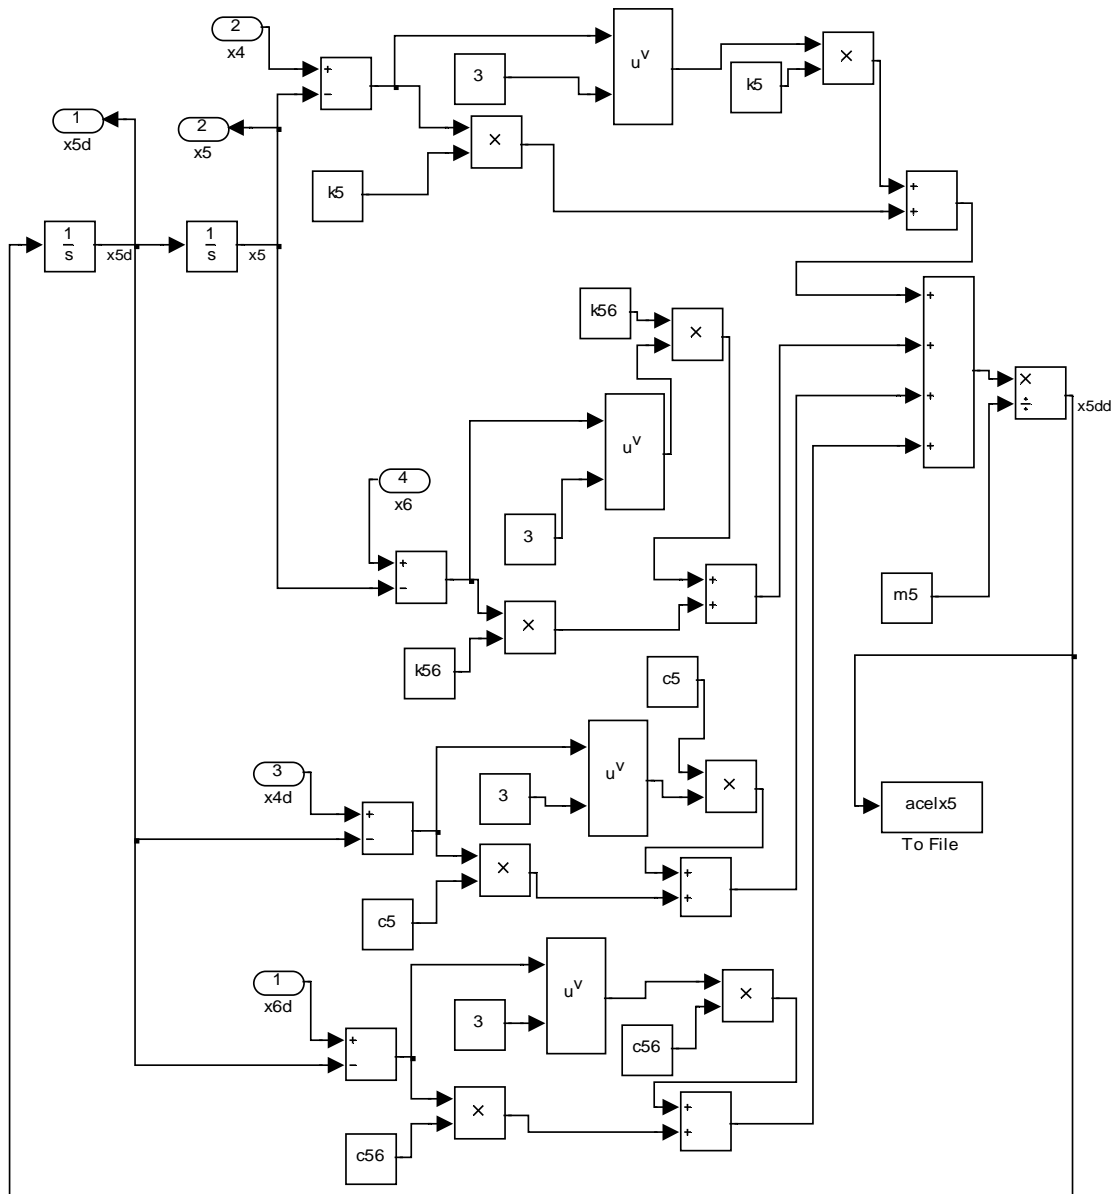 2
x4
u^v
×
3
k5
1
x5d
2
x5
×
k5
1
s
x5d
1
s
x5
k56
×
×
÷
x5dd
u^v
4
x6
3
m5
×
k56
c5
u^v
×
3
x4d
3
acelx5
To File
×
c5
u^v
×
1
x6d
3
c56
×
c56